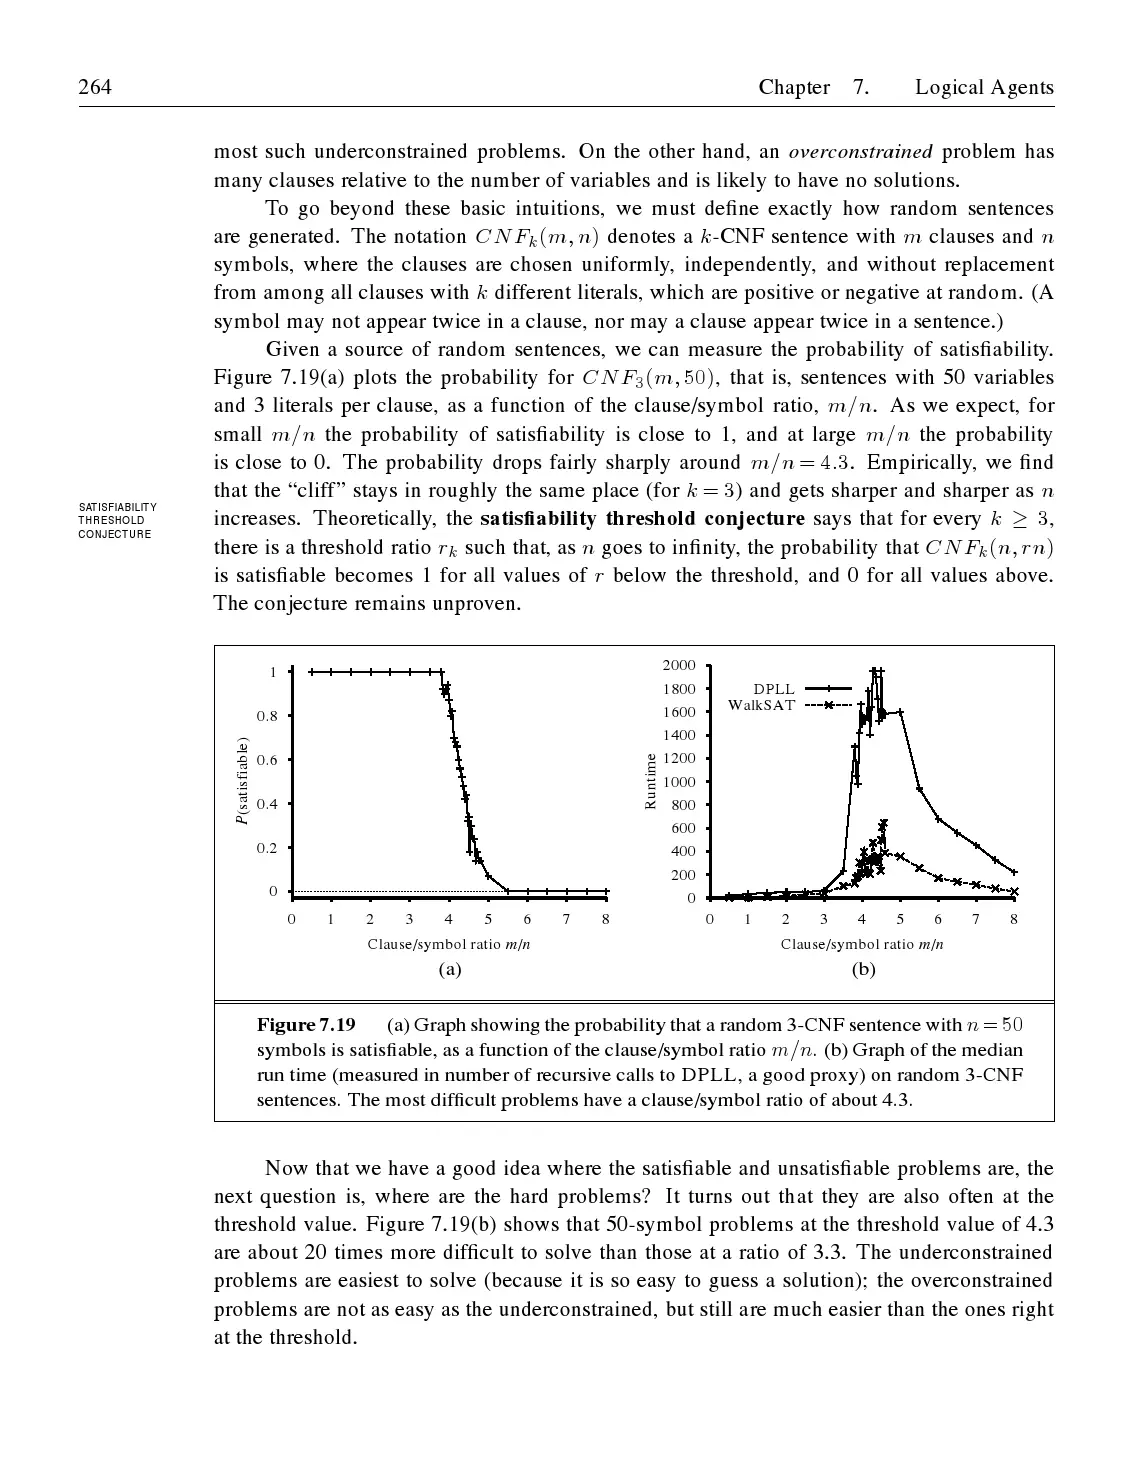 264
Chapter 7. Logical Agents
most such underconstrained problems. On the other hand, an overconstrained problem has
many clauses relative to the number of variables and is likely to have no solutions.
To go beyond these basic intuitions, we must define exactly how random sentences
are generated. The notation CNFk(m, n) denotes a k-CNF sentence with m clauses and n
symbols, where the clauses are chosen uniformly, independently, and without replacement
from among all clauses with k different literals, which are positive or negative at random. (A
symbol may not appear twice in a clause, nor may a clause appear twice in a sentence.)
Given a source of random sentences, we can measure the probability of satisfiability.
Figure 7.19(a) plots the probability for CNF3(m, 50), that is, sentences with 50 variables
and 3 literals per clause, as a function of the clause/symbol ratio, m/n. As we expect, for
small m/n the probability of satisfiability is close to 1, and at large m/n the probability
is close to 0. The probability drops fairly sharply around m/n = 4.3. Empirically, we find
that the “cliff” stays in roughly the same place (for k = 3) and gets sharper and sharper as n
SATISFIABILITY
THRESHOLD
CONJECTURE
increases. Theoretically, the satisfiability threshold conjecture says that for every k ≥ 3,
there is a threshold ratio rk such that, as n goes to infinity, the probability that CNFk(n, rn)
is satisfiable becomes 1 for all values of r below the threshold, and 0 for all values above.
The conjecture remains unproven.
1
0.8
0.6
0.4
0.2
0
P(satisfiable)
0 1 2 3 4 5 6 7 8
Clause/symbol ratio m/n
(a)
2000
1800
1600
1400
1200
1000
800
600
400
200
0
Runtime
DPLL
WalkSAT
0 1 2 3 4 5 6 7 8
Clause/symbol ratio m/n
(b)
Figure 7.19 (a) Graph showing the probability that a random 3-CNF sentence with n = 50
symbols is satisfiable, as a function of the clause/symbol ratio m/n. (b) Graph of the median
run time (measured in number of recursive calls to DPLL, a good proxy) on random 3-CNF
sentences. The most difficult problems have a clause/symbol ratio of about 4.3.
Now that we have a good idea where the satisfiable and unsatisfiable problems are, the
next question is, where are the hard problems? It turns out that they are also often at the
threshold value. Figure 7.19(b) shows that 50-symbol problems at the threshold value of 4.3
are about 20 times more difficult to solve than those at a ratio of 3.3. The underconstrained
problems are easiest to solve (because it is so easy to guess a solution); the overconstrained
problems are not as easy as the underconstrained, but still are much easier than the ones right
at the threshold.